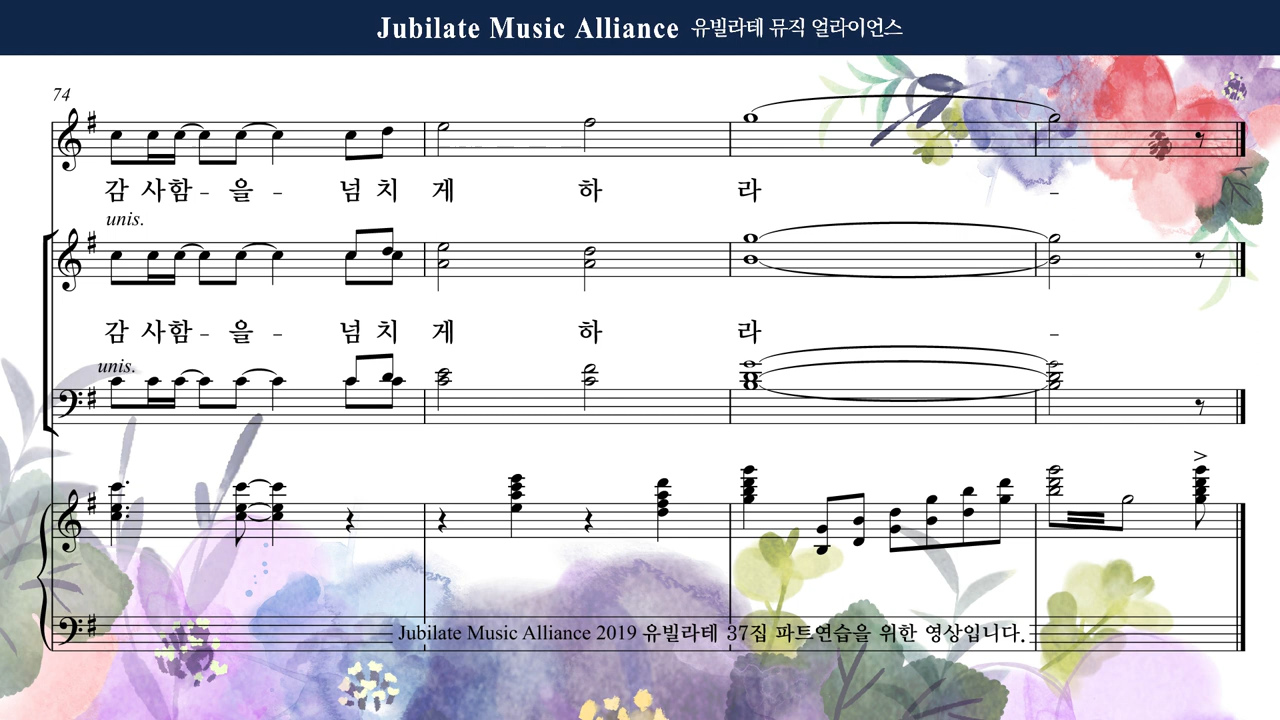 Jubilate Music Alliance 유빌라테 뮤직 얼라이언스
74
감 사함 - 을 - 넘 치 게 하 라 -
unis.
감 사함 - 을 - 넘 치 게 하 라 -
unis.
Jubilate Music Alliance 2019 유빌라테 37집 파트연습을 위한 영상입니다.